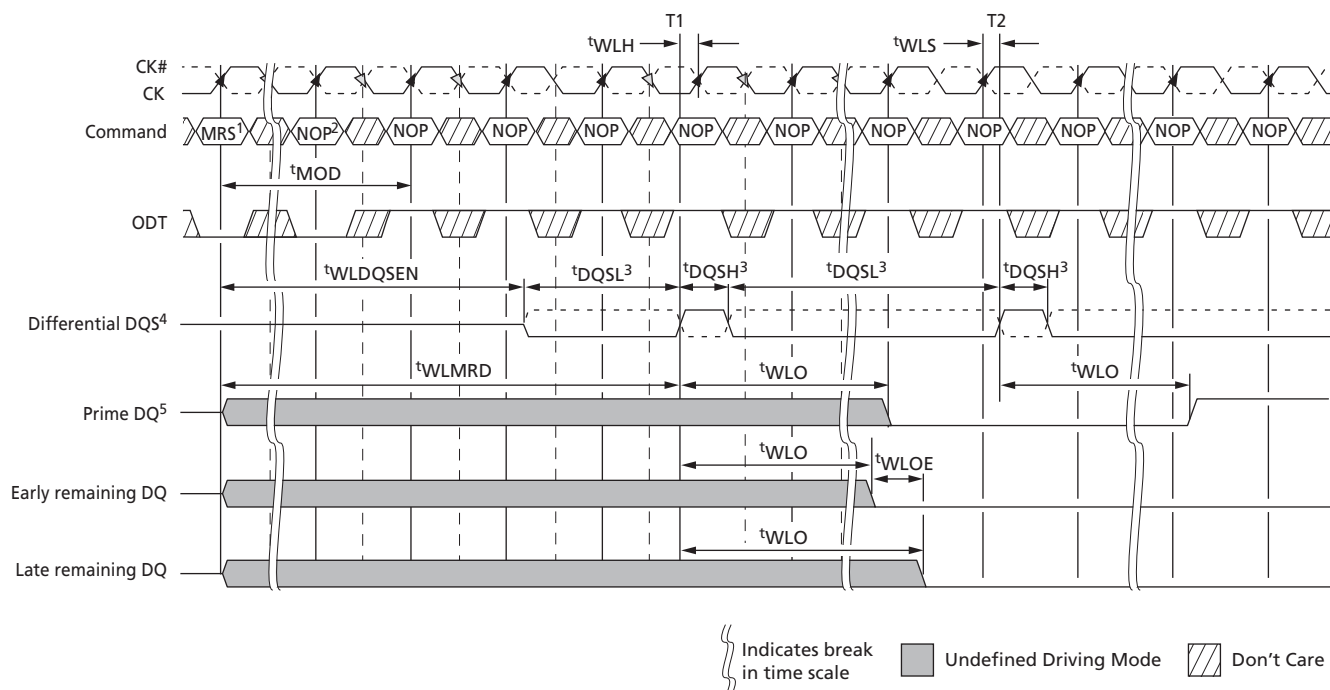 T1 T2
tWLH tWLS
CK#
CK
Command MRS1 NOP2 NOP NOP NOP NOP NOP NOP NOP NOP NOP NOP
tMOD
ODT
tWLDQSEN tDQSL3 tDQSH3 tDQSL3 tDQSH3
Differential DQS4
tWLMRD tWLO tWLO
Prime DQ5
tWLO tWLOE
Early remaining DQ
tWLO
Late remaining DQ
Indicates break
in time scale
Undefined Driving Mode
Don't Care